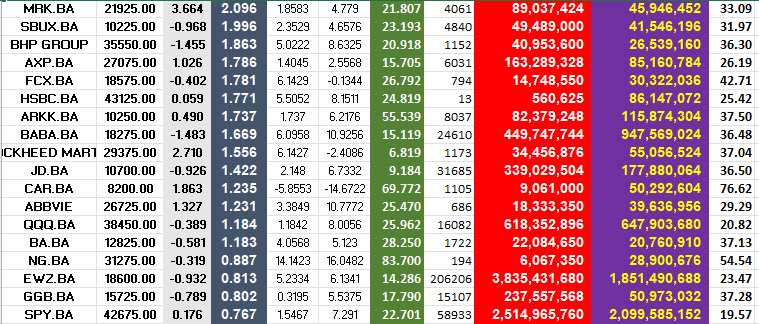 MRK.BA 21925.00 3.664 2.096 1.8583 4.779 21.807 4061 89,037,424 45,946,452 33.09
SBUX.BA 10225.00 -0.968 1.996 2.3529 4.6576 23.193 4840 49,489,000 41,546,196 31.97
BHP GROUP 35550.00 -1.455 1.863 5.0222 8.6325 20.918 1152 40,953,600 26,539,160 36.30
AXP.BA 27075.00 1.026 1.786 1.4045 2.5568 15.705 6031 163,289,328 85,160,784 26.19
FCX.BA 18575.00 -0.402 1.781 6.1429 -0.1344 26.792 794 14,748,550 30,322,036 42.71
HSBC.BA 43125.00 0.059 1.771 5.5052 8.1511 24.819 13 560,625 86,147,072 25.42
ARKK.BA 10250.00 0.490 1.737 1.737 6.2176 55.539 8037 82,379,248 115,874,304 37.50
BABA.BA 18275.00 -1.483 1.669 6.0958 10.9256 15.119 24610 449,747,744 947,569,024 36.48
OCKHEED MART 29375.00 2.710 1.556 6.1427 -2.4086 6.819 1173 34,456,876 55,056,524 37.04
JD.BA 10700.00 -0.926 1.422 2.148 6.7332 9.184 31685 339,029,504 177,880,064 36.50
CAR.BA 8200.00 1.863 1.235 -5.8553 -14.6722 69.772 1105 9,061,000 50,292,604 76.62
ABBVIE 26725.00 1.327 1.231 3.3849 10.7772 25.470 686 18,333,350 39,636,956 29.29
QQQ.BA 38450.00 -0.389 1.184 1.1842 8.0056 25.962 16082 618,352,896 647,903,680 20.82
BA.BA 12825.00 -0.581 1.183 4.0568 5.123 28.250 1722 22,084,650 20,760,910 37.13
NG.BA 31275.00 -0.319 0.887 14.1423 16.0482 83.700 194 6,067,350 28,900,676 54.54
EWZ.BA 18600.00 -0.932 0.813 5.2334 6.1341 14.286 206206 3,835,431,680 1,851,490,688 23.47
GGB.BA 15725.00 -0.789 0.802 0.3195 5.5375 17.790 15107 237,557,568 50,973,032 37.28
SPY.BA 42675.00 0.176 0.767 1.5467 7.291 22.701 58933 2,514,965,760 2,099,585,152 19.57